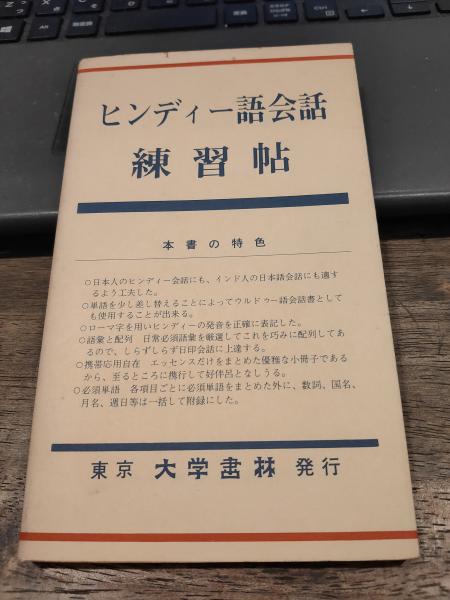 ヒンディー語会話
練習帖
本書の特色
○日本人のヒンディー会話にも、インド人の日本語会話にも適す
るよう工夫した。
○単語を少し差し替えることによってウルドゥー語会話書として
も使用することが出来る。
○ローマ字を用いヒンディーの発音を正確に表記した。
○語彙と配列 日常必須語彙を厳選してこれを巧みに配列してあ
るので、しらずしらず日印会話に上達する。
○携帯応用自在 エッセンスだけをまとめた優雅な小冊子である
から、至るところに携行して好伴呂となしうる。
○必須単語 各項目ごとに必須単語をまとめた外に、数詞、国名、
月名、週日等は一括して附録にした。
東京 大学書林 発行